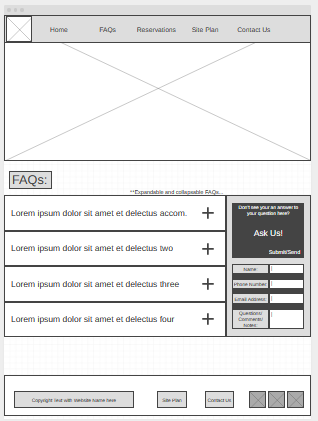 Home FAQs Reservations Site Plan Contact Us
FAQs:
**Expandable and collapsable FAQs...
Lorem ipsum dolor sit amet et delectus accom.
Lorem ipsum dolor sit amet et delectus two
Lorem ipsum dolor sit amet et delectus three
Lorem ipsum dolor sit amet et delectus four
Don't see your an answer to
your question here?
Ask Us!
Submit/Send
Name:
Phone Number:
Email Address:
Questions/
Comments/
Notes:
Copyright Text with Website Name here
Site Plan
Contact Us